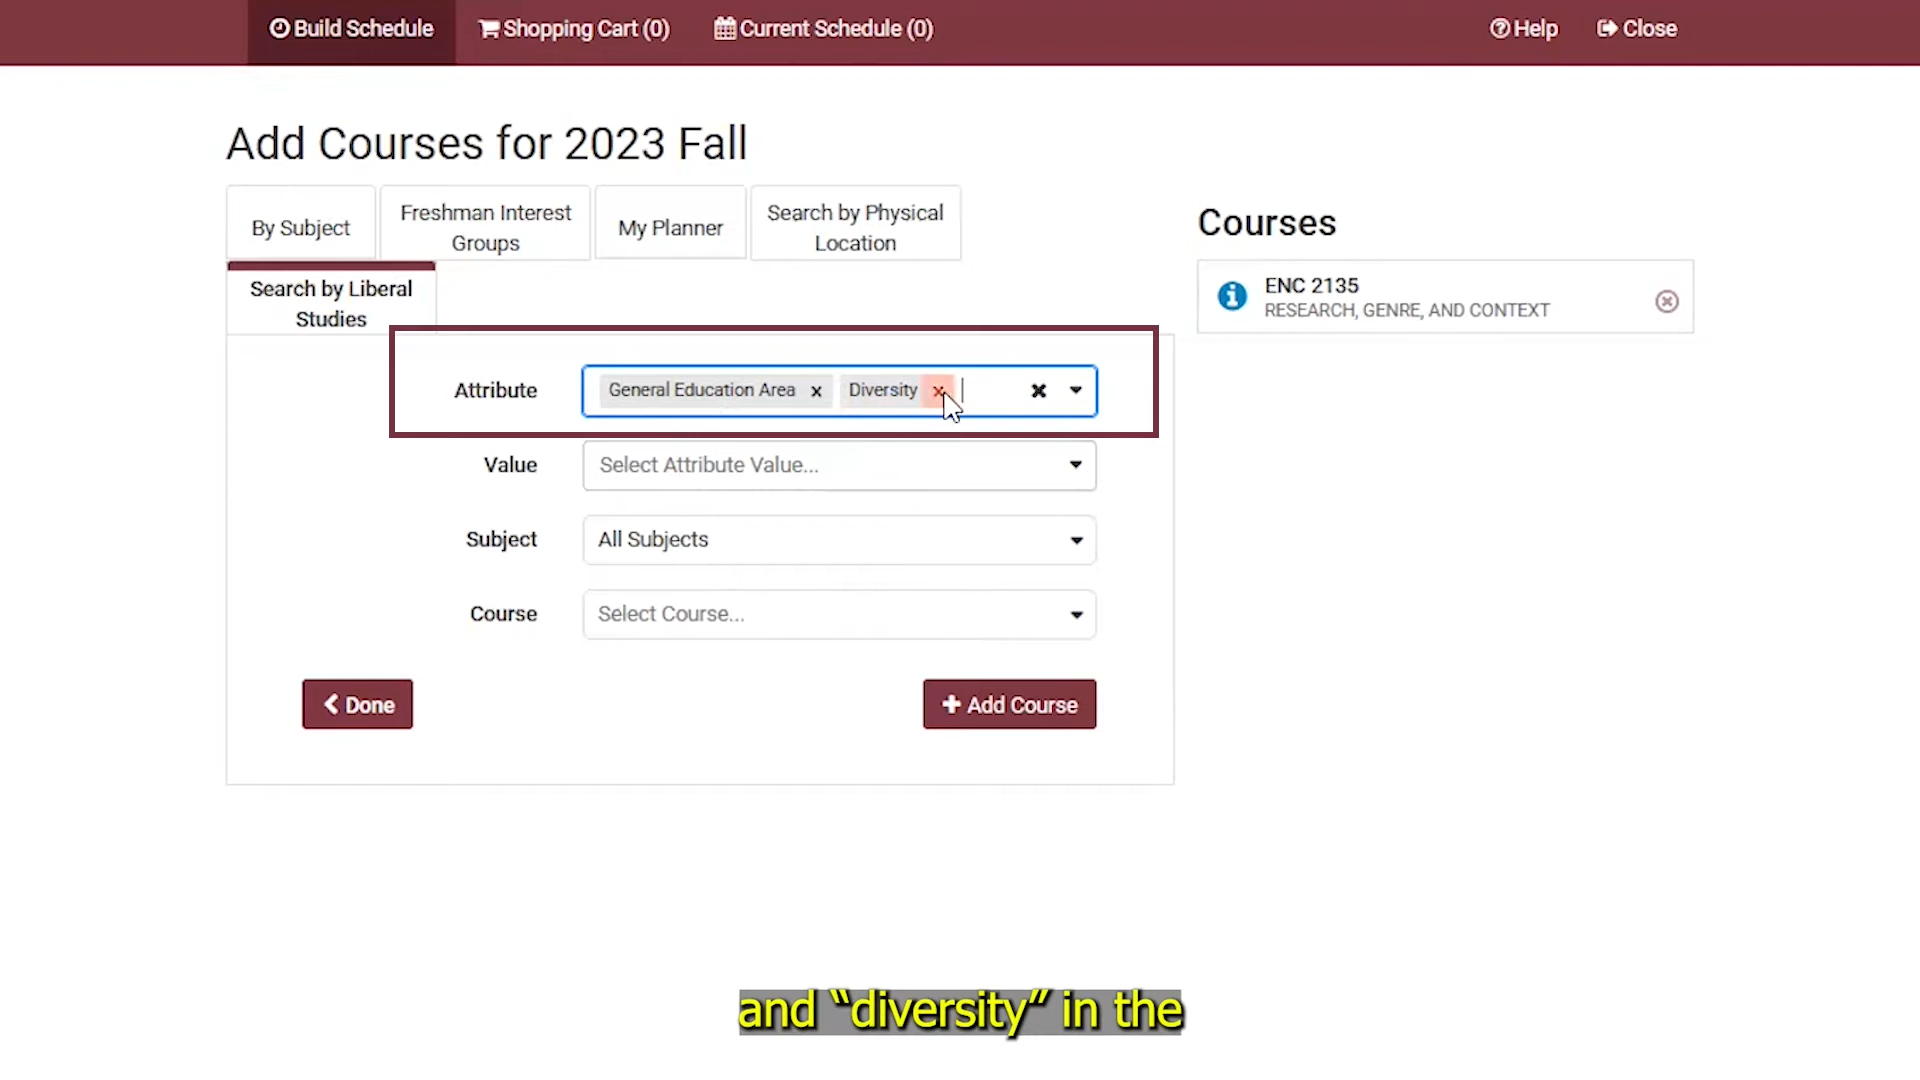 Build Schedule
Shopping Cart (0)
Current Schedule (0)
Help
Close
Add Courses for 2023 Fall
By Subject
Freshman Interest
Groups
My Planner
Search by Physical
Location
Search by Liberal
Studies
Attribute
General Education Area
Diversity
Value
Select Attribute Value...
Subject
All Subjects
Course
Select Course...
Done
Add Course
Courses
ENC 2135
RESEARCH, GENRE, AND CONTEXT
and “diversity” in the